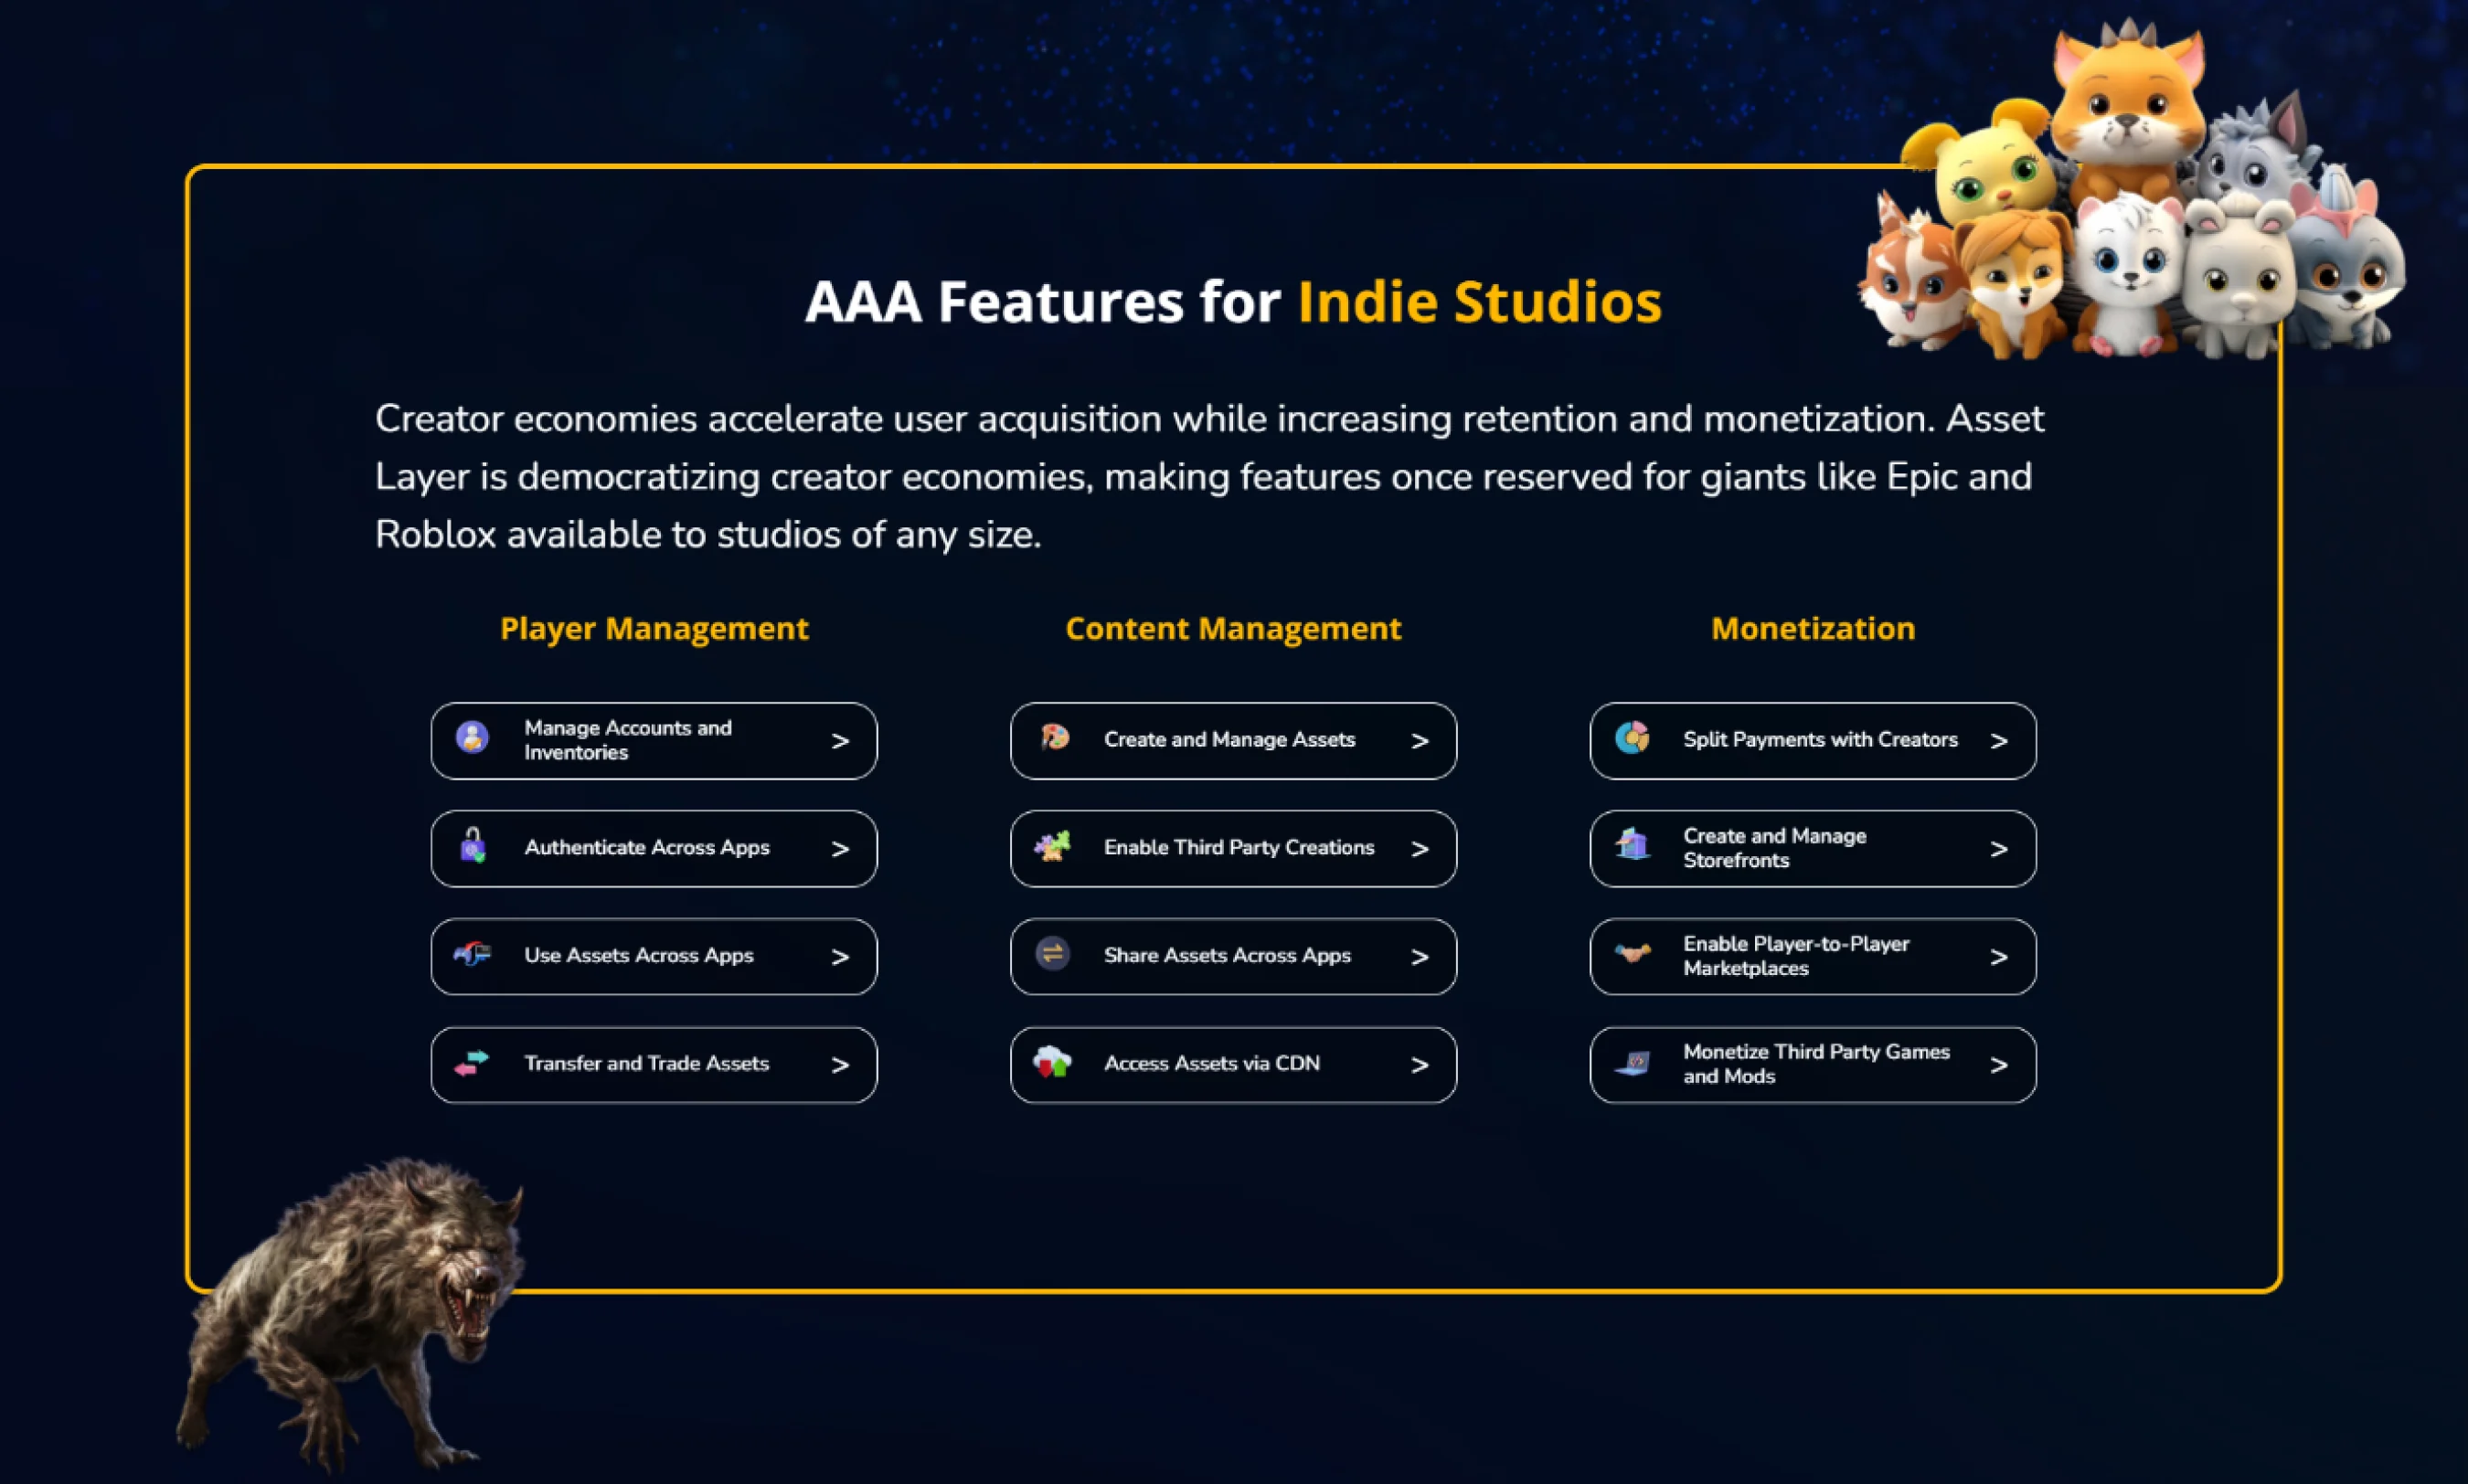 AAA Features for Indie Studios
Creator economies accelerate user acquisition while increasing retention and monetization. Asset
Layer is democratizing creator economies, making features once reserved for giants like Epic and
Roblox available to studios of any size.
Player Management
Manage Accounts and
Inventories
>
Authenticate Across Apps
>
Use Assets Across Apps
>
Transfer and Trade Assets
>
Content Management
Create and Manage Assets
>
Enable Third Party Creations
>
Share Assets Across Apps
>
Access Assets via CDN
>
Monetization
Split Payments with Creators
>
Create and Manage
Storefronts
>
Enable Player-to-Player
Marketplaces
>
Monetize Third Party Games
and Mods
>